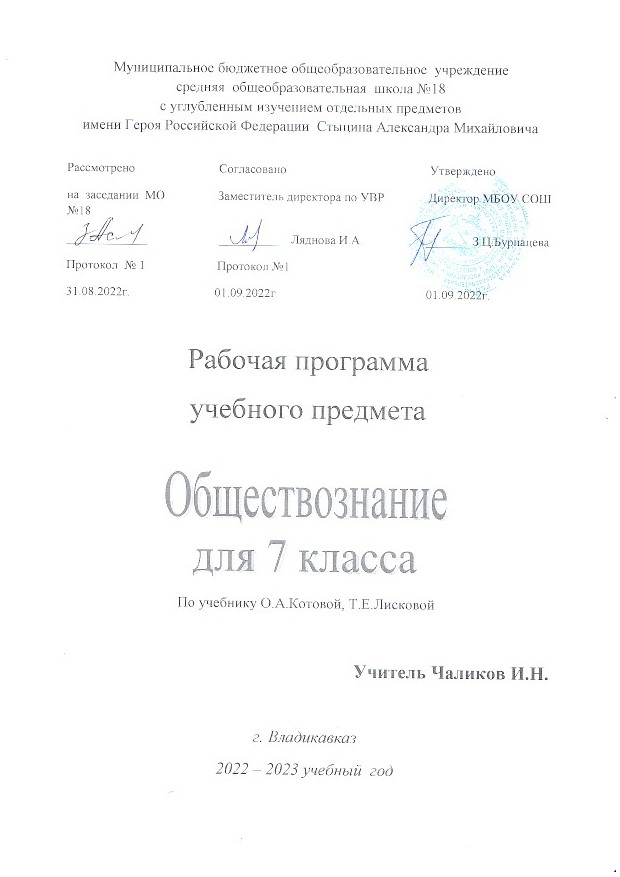 Муниципальное бюджетное общеобразовательное учреждение
средняя общеобразовательная школа №18
с углубленным изучением отдельных предметов
имени Героя Российской Федерации Стыцина Александра Михайловича
Рассмотрено Согласовано Утверждено
на заседании МО Заместитель директора по УВР Директор МБОУ СОШ
№18
Ляднова И.А. З.Ц.Бурнацева
Протокол № 1 Протокол №1
31.08.2022г. 01.09.2022г 01.09.2022г.
Рабочая программа
учебного предмета
Обществознание
для 7 класса
По учебнику О.А.Котовой, Т.Е.Лисковой
Учитель Чаликов И.Н.
г. Владикавказ
2022 – 2023 учебный год